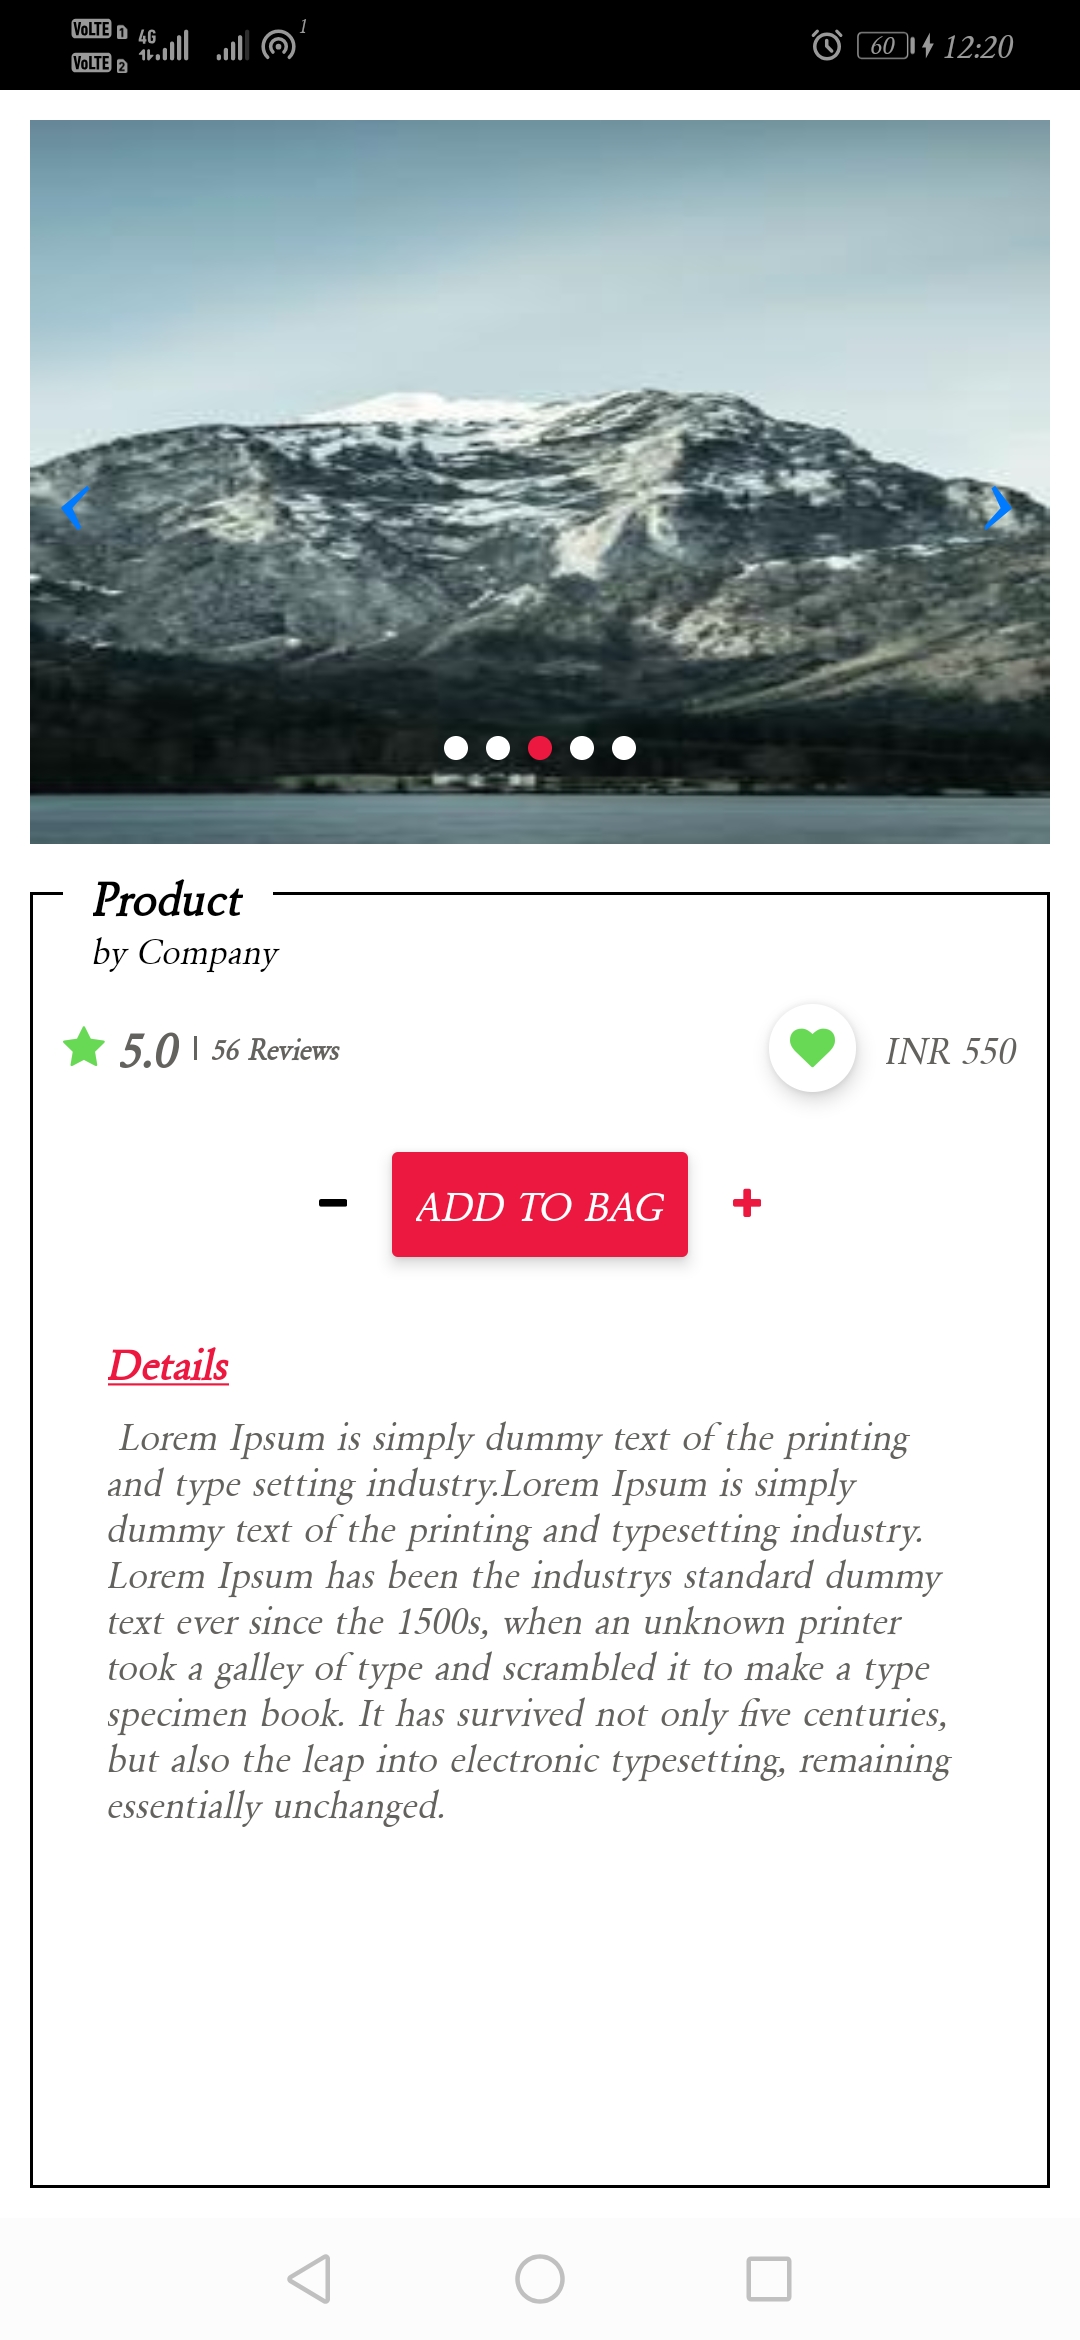 VoLTE 1 4G 1
VoLTE 2
60 12:20
Product
by Company
5.0 | 56 Reviews
INR 550
ADD TO BAG
Details
Lorem Ipsum is simply dummy text of the printing
and type setting industry.Lorem Ipsum is simply
dummy text of the printing and typesetting industry.
Lorem Ipsum has been the industrys standard dummy
text ever since the 1500s, when an unknown printer
took a galley of type and scrambled it to make a type
specimen book. It has survived not only five centuries,
but also the leap into electronic typesetting, remaining
essentially unchanged.